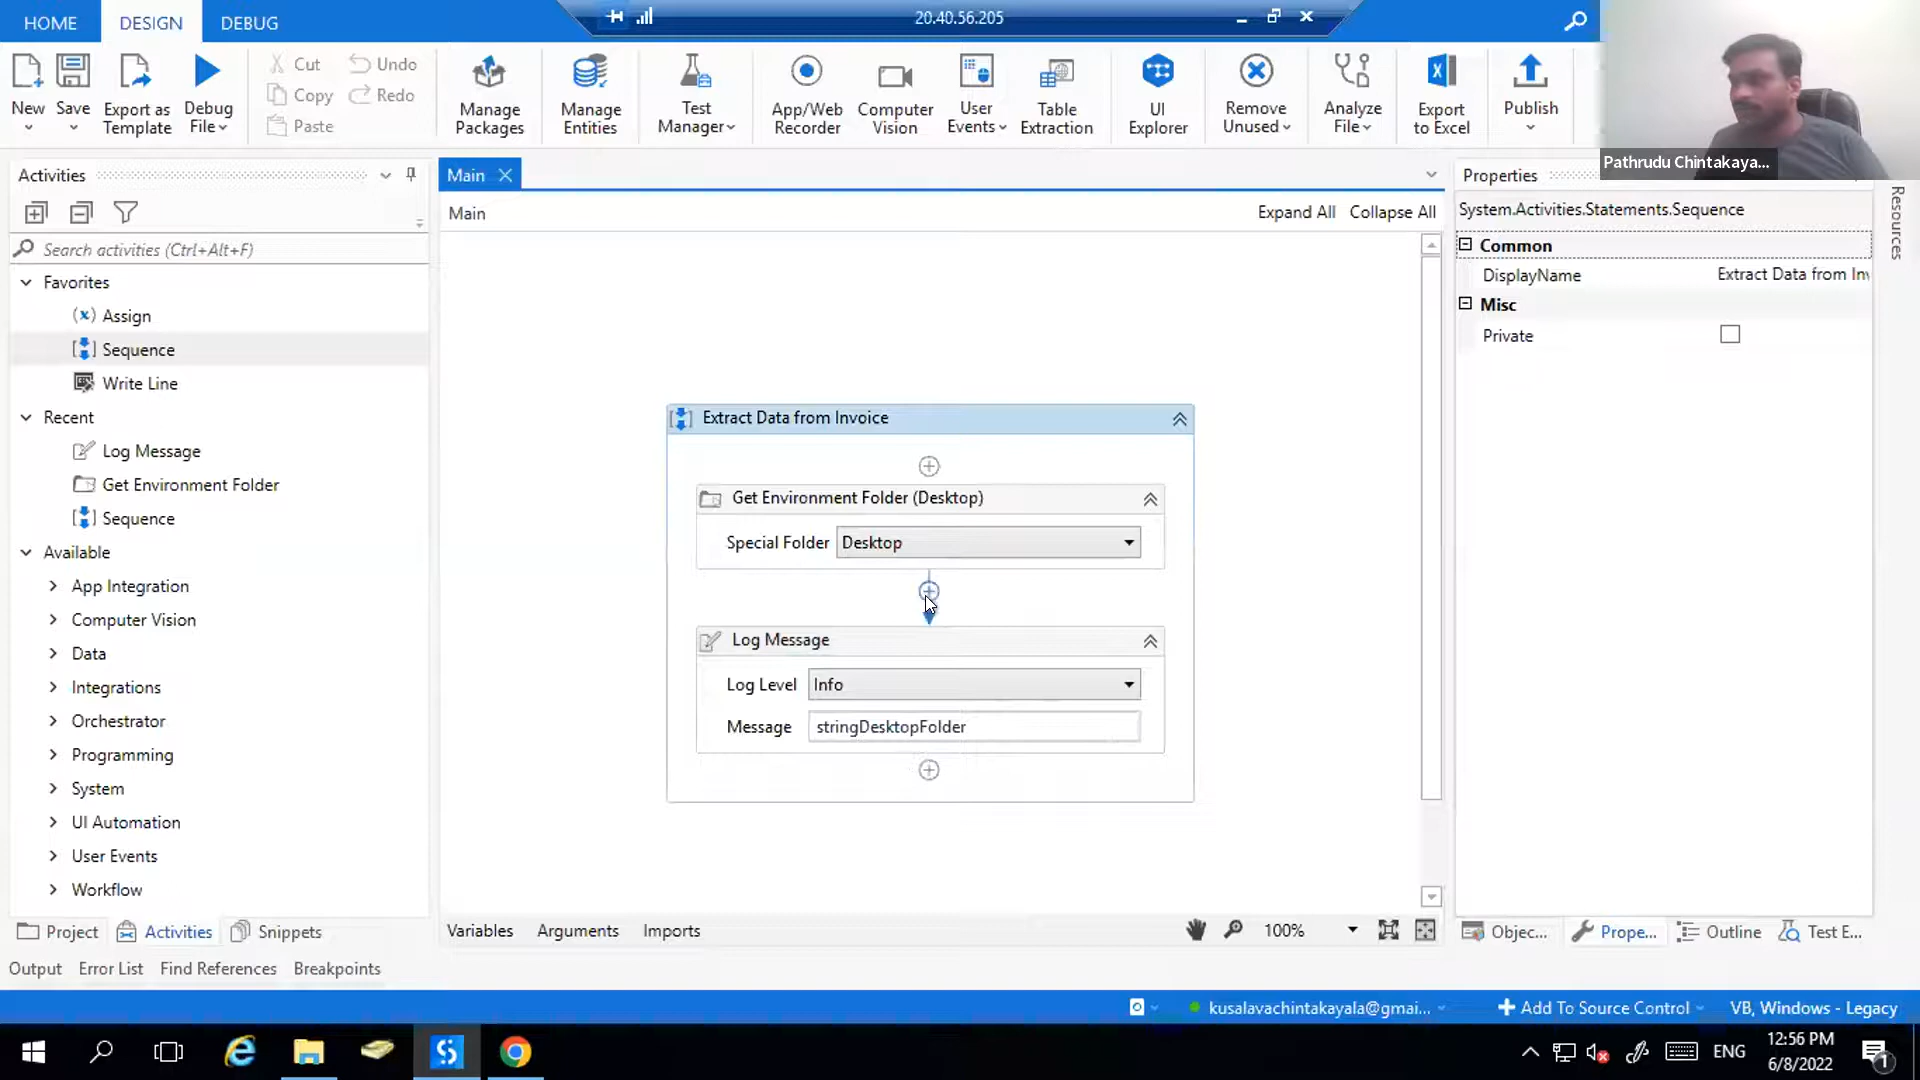 HOME DESIGN DEBUG
20.40.56.205
New Save Export as Template Debug File
Cut Copy Paste Undo Redo
Manage Packages
Manage Entities
Test Manager
App/Web Recorder
Computer Vision
User Events
Table Extraction
UI Explorer
Remove Unused
Analyze File
Export to Excel
Publish
Pathrudu Chintakaya...
Activities
Search activities (Ctrl+Alt+F)
Favorites
Assign
Sequence
Write Line
Recent
Log Message
Get Environment Folder
Sequence
Available
App Integration
Computer Vision
Data
Integrations
Orchestrator
Programming
System
UI Automation
User Events
Workflow
Project Activities Snippets
Main
Main Expand All Collapse All
Extract Data from Invoice
Get Environment Folder (Desktop)
Special Folder Desktop
Log Message
Log Level Info
Message stringDesktopFolder
Variables Arguments Imports 100%
Properties
System.Activities.Statements.Sequence
Common
DisplayName Extract Data from Inv
Misc
Private
Resources
Objec... Prope... Outline Test E...
Output Error List Find References Breakpoints
kusalavachintakayala@gmai... Add To Source Control VB, Windows - Legacy
ENG
12:56 PM
6/8/2022
1